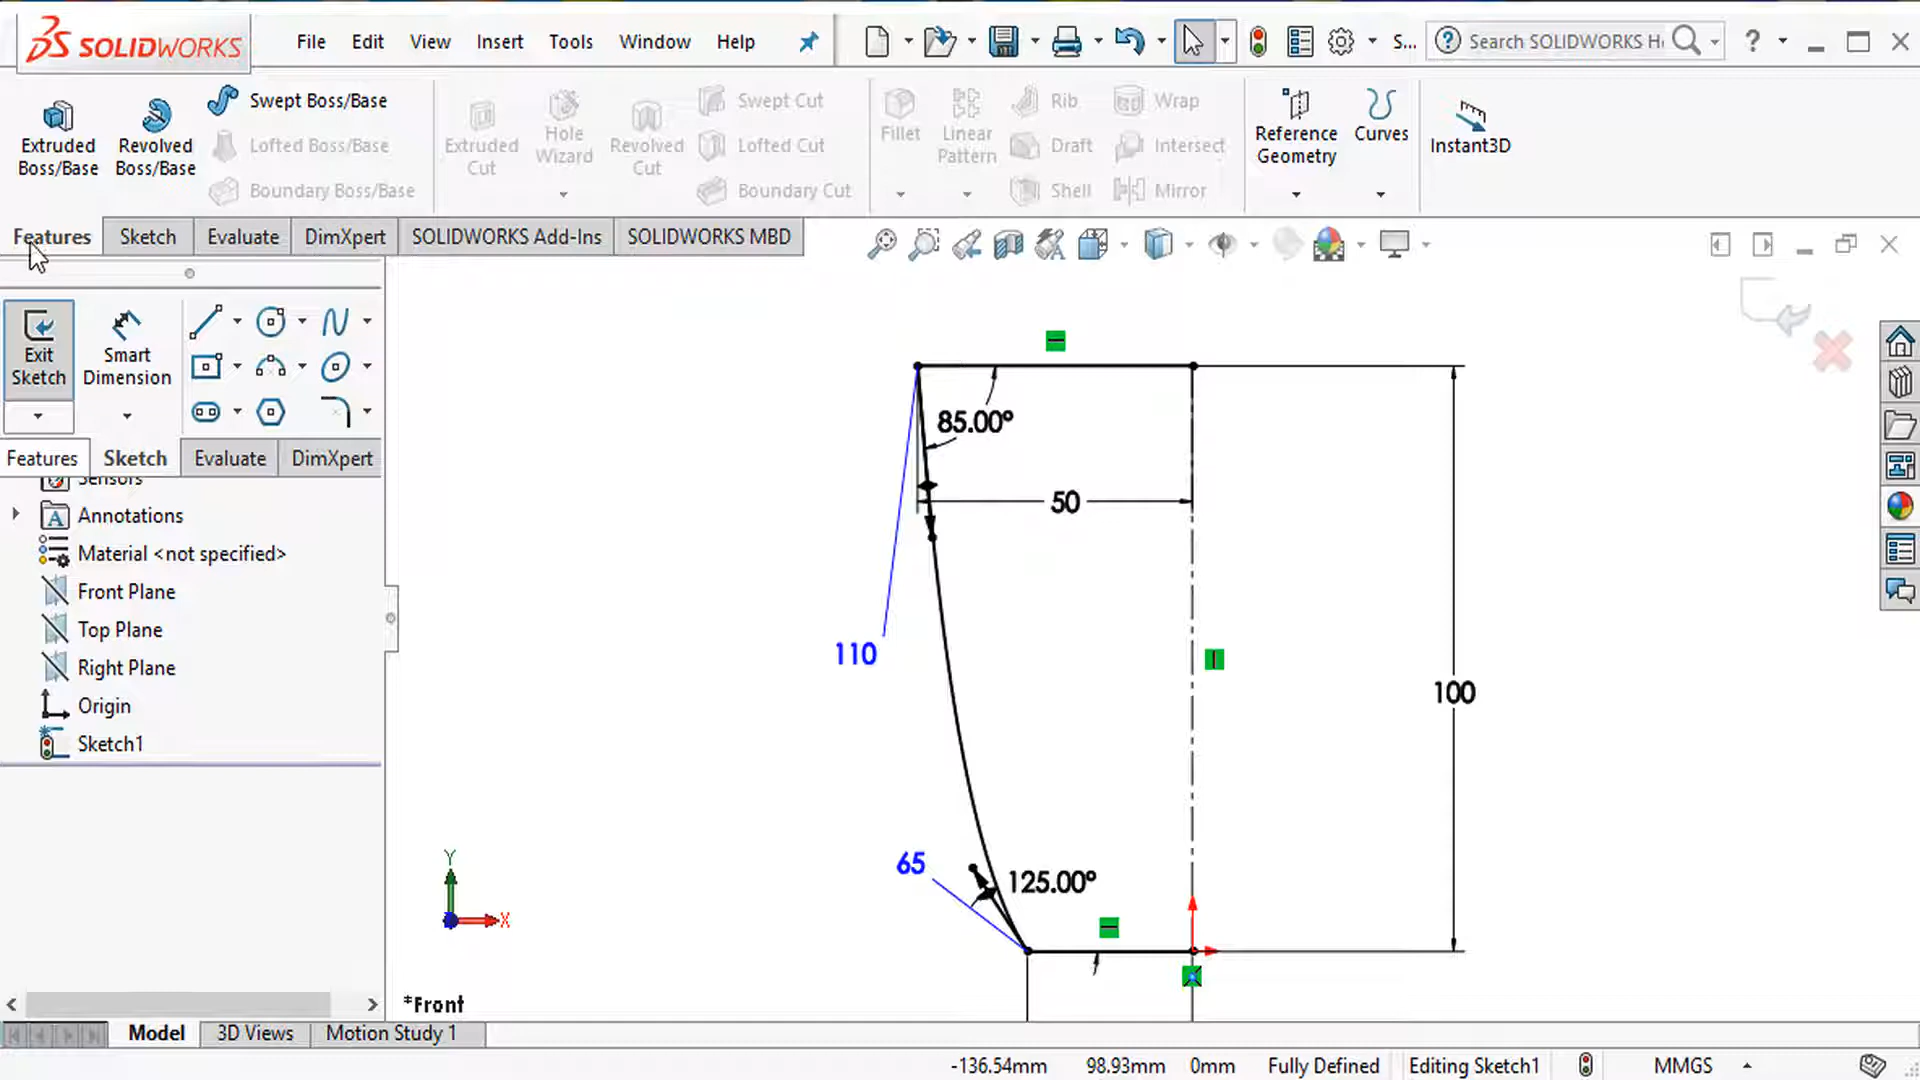 SOLIDWORKS File Edit View Insert Tools Window Help S... Search SOLIDWORKS H ?
Extruded Boss/Base
Revolved Boss/Base
Swept Boss/Base
Lofted Boss/Base
Boundary Boss/Base
Extruded Cut
Hole Wizard
Revolved Cut
Swept Cut
Lofted Cut
Boundary Cut
Fillet
Linear Pattern
Rib
Draft
Shell
Wrap
Intersect
Mirror
Reference Geometry
Curves
Instant3D
Features Sketch Evaluate DimXpert SOLIDWORKS Add-Ins SOLIDWORKS MBD
Exit Sketch
Smart Dimension
Features Sketch Evaluate DimXpert
Sensors
Annotations
Material <not specified>
Front Plane
Top Plane
Right Plane
Origin
Sketch1
85.00°
50
110
100
65
125.00°
Y
X
*Front
Model 3D Views Motion Study 1
-136.54mm 98.93mm 0mm Fully Defined Editing Sketch1 MMGS